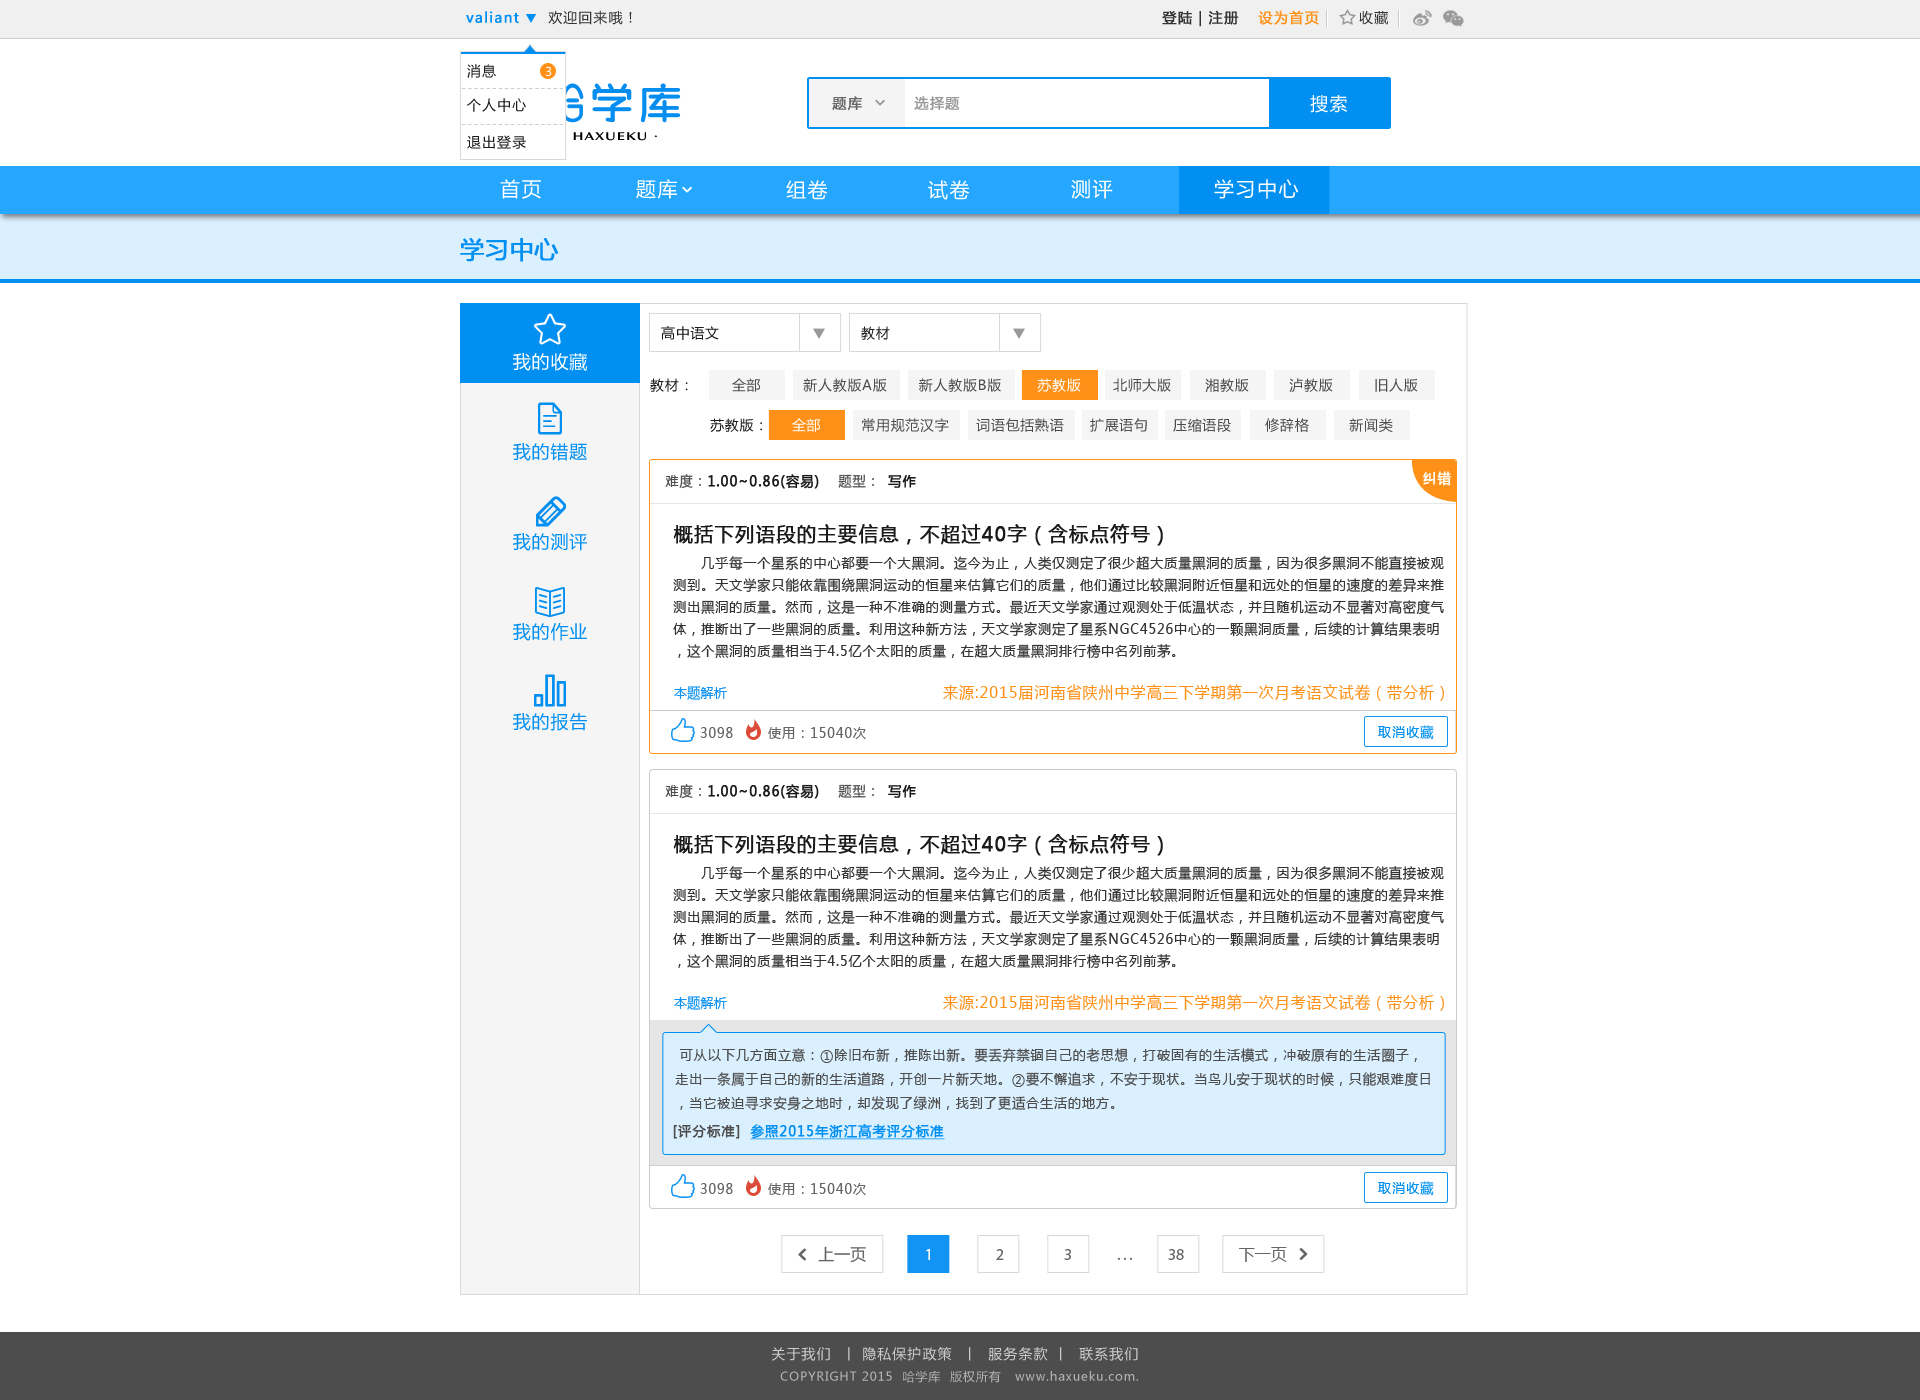 valiant ▼ 欢迎回来哦！
登陆 | 注册 设为首页 收藏
消息 3
个人中心
退出登录
哈学库
HAXUEKU ·
题库 选择题 搜索
首页 题库 组卷 试卷 测评 学习中心
学习中心
我的收藏
我的错题
我的测评
我的作业
我的报告
高中语文 ▼ 教材 ▼
教材： 全部 新人教版A版 新人教版B版 苏教版 北师大版 湘教版 泸教版 旧人版
苏教版： 全部 常用规范汉字 词语包括熟语 扩展语句 压缩语段 修辞格 新闻类
难度：1.00~0.86(容易) 题型： 写作 纠错
概括下列语段的主要信息，不超过40字（含标点符号）
几乎每一个星系的中心都要一个大黑洞。迄今为止，人类仅测定了很少超大质量黑洞的质量，因为很多黑洞不能直接被观
测到。天文学家只能依靠围绕黑洞运动的恒星来估算它们的质量，他们通过比较黑洞附近恒星和远处的恒星的速度的差异来推
测出黑洞的质量。然而，这是一种不准确的测量方式。最近天文学家通过观测处于低温状态，并且随机运动不显著对高密度气
体，推断出了一些黑洞的质量。利用这种新方法，天文学家测定了星系NGC4526中心的一颗黑洞质量，后续的计算结果表明
，这个黑洞的质量相当于4.5亿个太阳的质量，在超大质量黑洞排行榜中名列前茅。
本题解析 来源:2015届河南省陕州中学高三下学期第一次月考语文试卷（带分析）
3098 使用：15040次 取消收藏
难度：1.00~0.86(容易) 题型： 写作
概括下列语段的主要信息，不超过40字（含标点符号）
几乎每一个星系的中心都要一个大黑洞。迄今为止，人类仅测定了很少超大质量黑洞的质量，因为很多黑洞不能直接被观
测到。天文学家只能依靠围绕黑洞运动的恒星来估算它们的质量，他们通过比较黑洞附近恒星和远处的恒星的速度的差异来推
测出黑洞的质量。然而，这是一种不准确的测量方式。最近天文学家通过观测处于低温状态，并且随机运动不显著对高密度气
体，推断出了一些黑洞的质量。利用这种新方法，天文学家测定了星系NGC4526中心的一颗黑洞质量，后续的计算结果表明
，这个黑洞的质量相当于4.5亿个太阳的质量，在超大质量黑洞排行榜中名列前茅。
本题解析 来源:2015届河南省陕州中学高三下学期第一次月考语文试卷（带分析）
可从以下几方面立意：①除旧布新，推陈出新。要丢弃禁锢自己的老思想，打破固有的生活模式，冲破原有的生活圈子，
走出一条属于自己的新的生活道路，开创一片新天地。②要不懈追求，不安于现状。当鸟儿安于现状的时候，只能艰难度日
，当它被迫寻求安身之地时，却发现了绿洲，找到了更适合生活的地方。
[评分标准] 参照2015年浙江高考评分标准
3098 使用：15040次 取消收藏
上一页 1 2 3 ... 38 下一页
关于我们 | 隐私保护政策 | 服务条款 | 联系我们
COPYRIGHT 2015 哈学库 版权所有 www.haxueku.com.